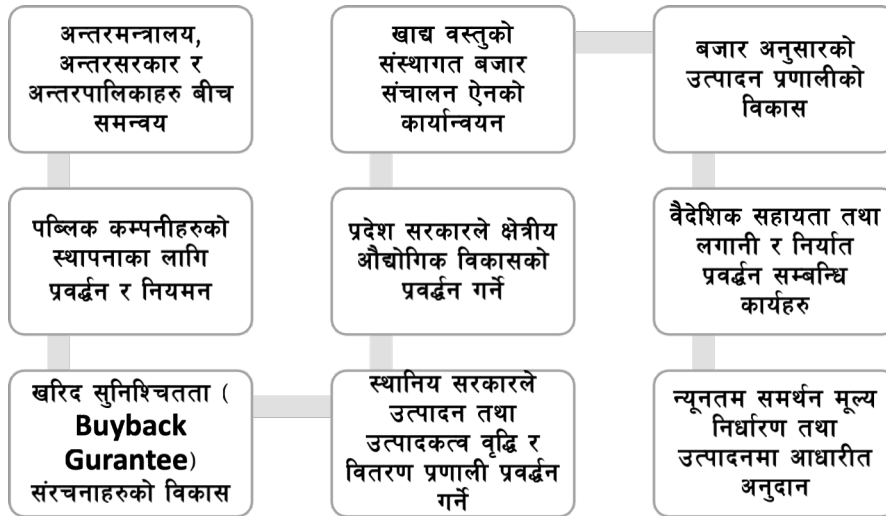 अन्तरमन्त्रालय,
अन्तरसरकार र
अन्तरपालिकाहरु बीच
समन्वय
पब्लिक कम्पनीहरुको
स्थापनाका लागि
प्रवर्द्धन र नियमन
खरिद सुनिश्चितता (
Buyback
Gurantee)
संरचनाहरुको विकास
स्थानिय सरकारले
उत्पादन तथा
उत्पादकत्व वृद्धि र
वितरण प्रणाली प्रवर्द्धन
गर्ने
प्रदेश सरकारले क्षेत्रीय
औद्योगिक विकासको
प्रवर्द्धन गर्ने
खाद्य वस्तुको
संस्थागत बजार
संचालन ऐनको
कार्यान्वयन
बजार अनुसारको
उत्पादन प्रणालीको
विकास
वैदेशिक सहायता तथा
लगानी र निर्यात
प्रवर्द्धन सम्बन्धि
कार्यहरु
न्यूनतम समर्थन मूल्य
निर्धारण तथा
उत्पादनमा आधारीत
अनुदान